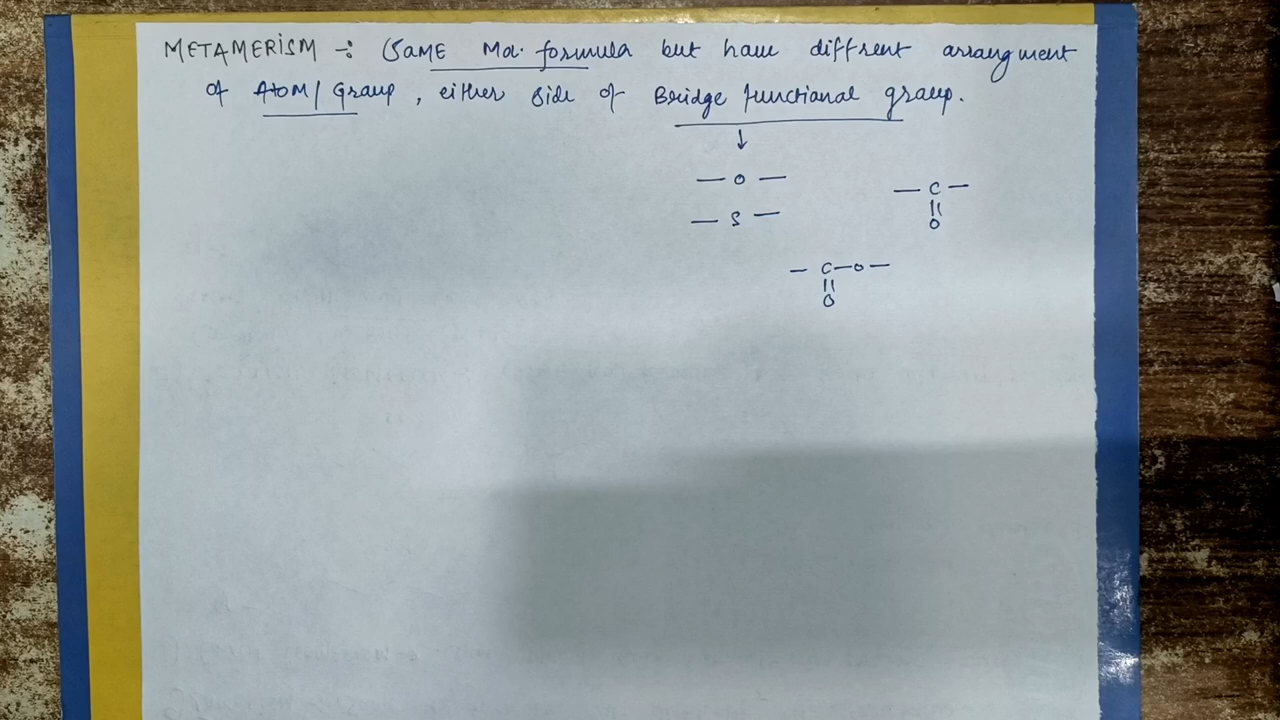 METAMERISM ÷ (SAME Mol. formula but have diffrent arrangment
of Atom/Group, either side of Bridge functional group.
↓
— O —
— C —
||
O
— S —
— C — O —
||
O